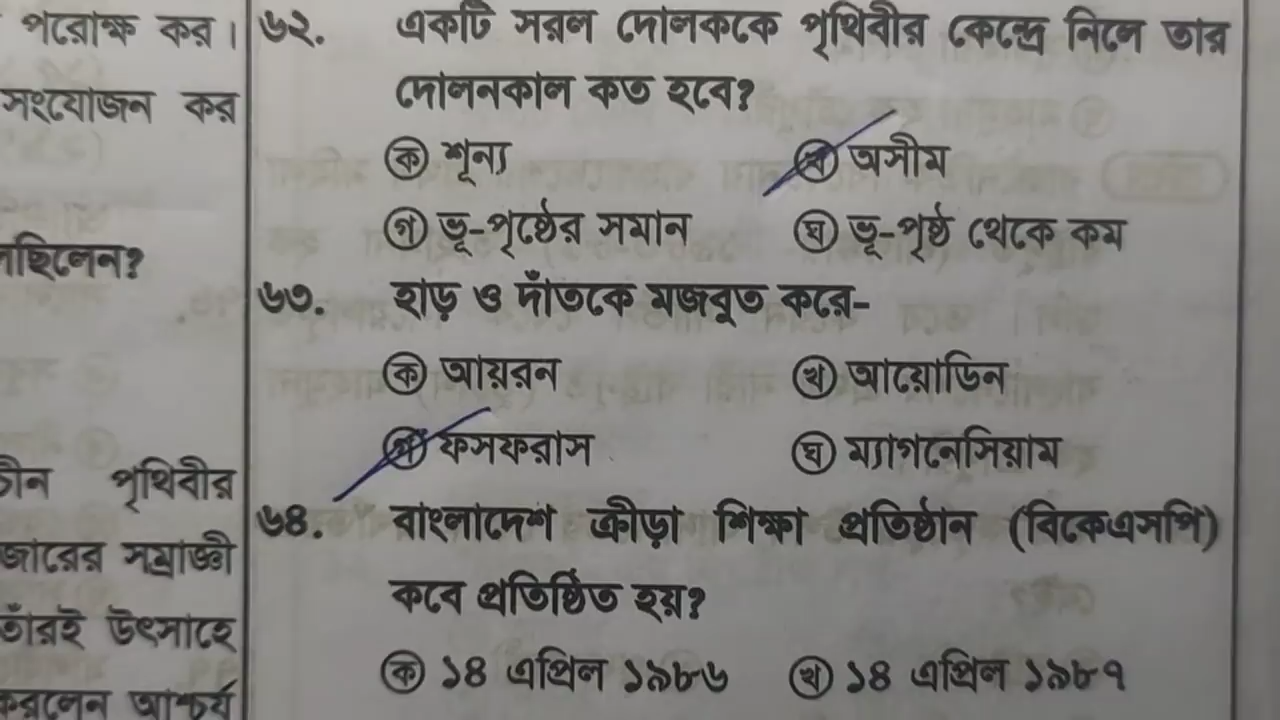 পরোক্ষ কর।
সংযোজন কর
ছিলেন?
চীন পৃথিবীর
জারের সম্রাজ্ঞী
তাঁরই উৎসাহে
করলেন আশ্চর্য
৬২. একটি সরল দোলককে পৃথিবীর কেন্দ্রে নিলে তার
দোলনকাল কত হবে?
ক শূন্য খ অসীম
গ ভূ-পৃষ্ঠের সমান ঘ ভূ-পৃষ্ঠ থেকে কম
৬৩. হাড় ও দাঁতকে মজবুত করে-
ক আয়রন খ আয়োডিন
গ ফসফরাস ঘ ম্যাগনেসিয়াম
৬৪. বাংলাদেশ ক্রীড়া শিক্ষা প্রতিষ্ঠান (বিকেএসপি)
কবে প্রতিষ্ঠিত হয়?
ক ১৪ এপ্রিল ১৯৮৬ খ ১৪ এপ্রিল ১৯৮৭